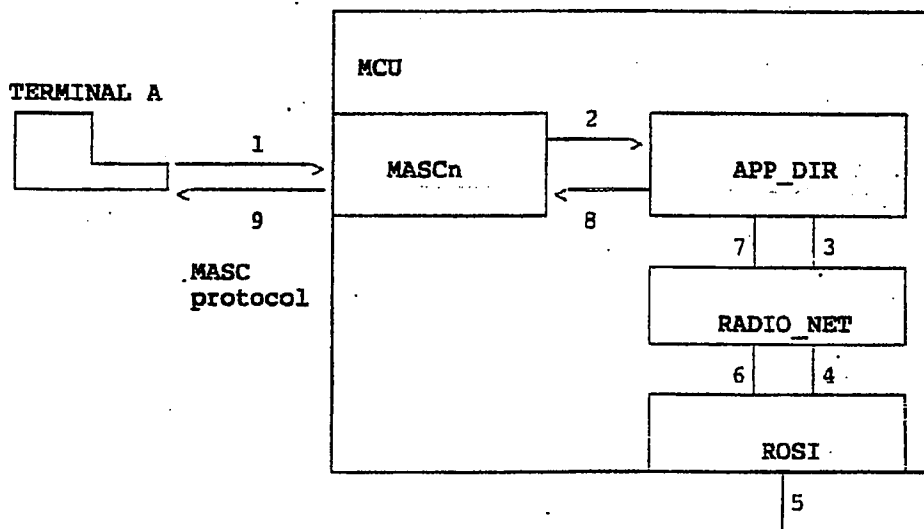 MCU
TERMINAL A
1
2
MASCn
APP_DIR
9
8
7
3
MASC
protocol
RADIO_NET
6
4
ROSI
5